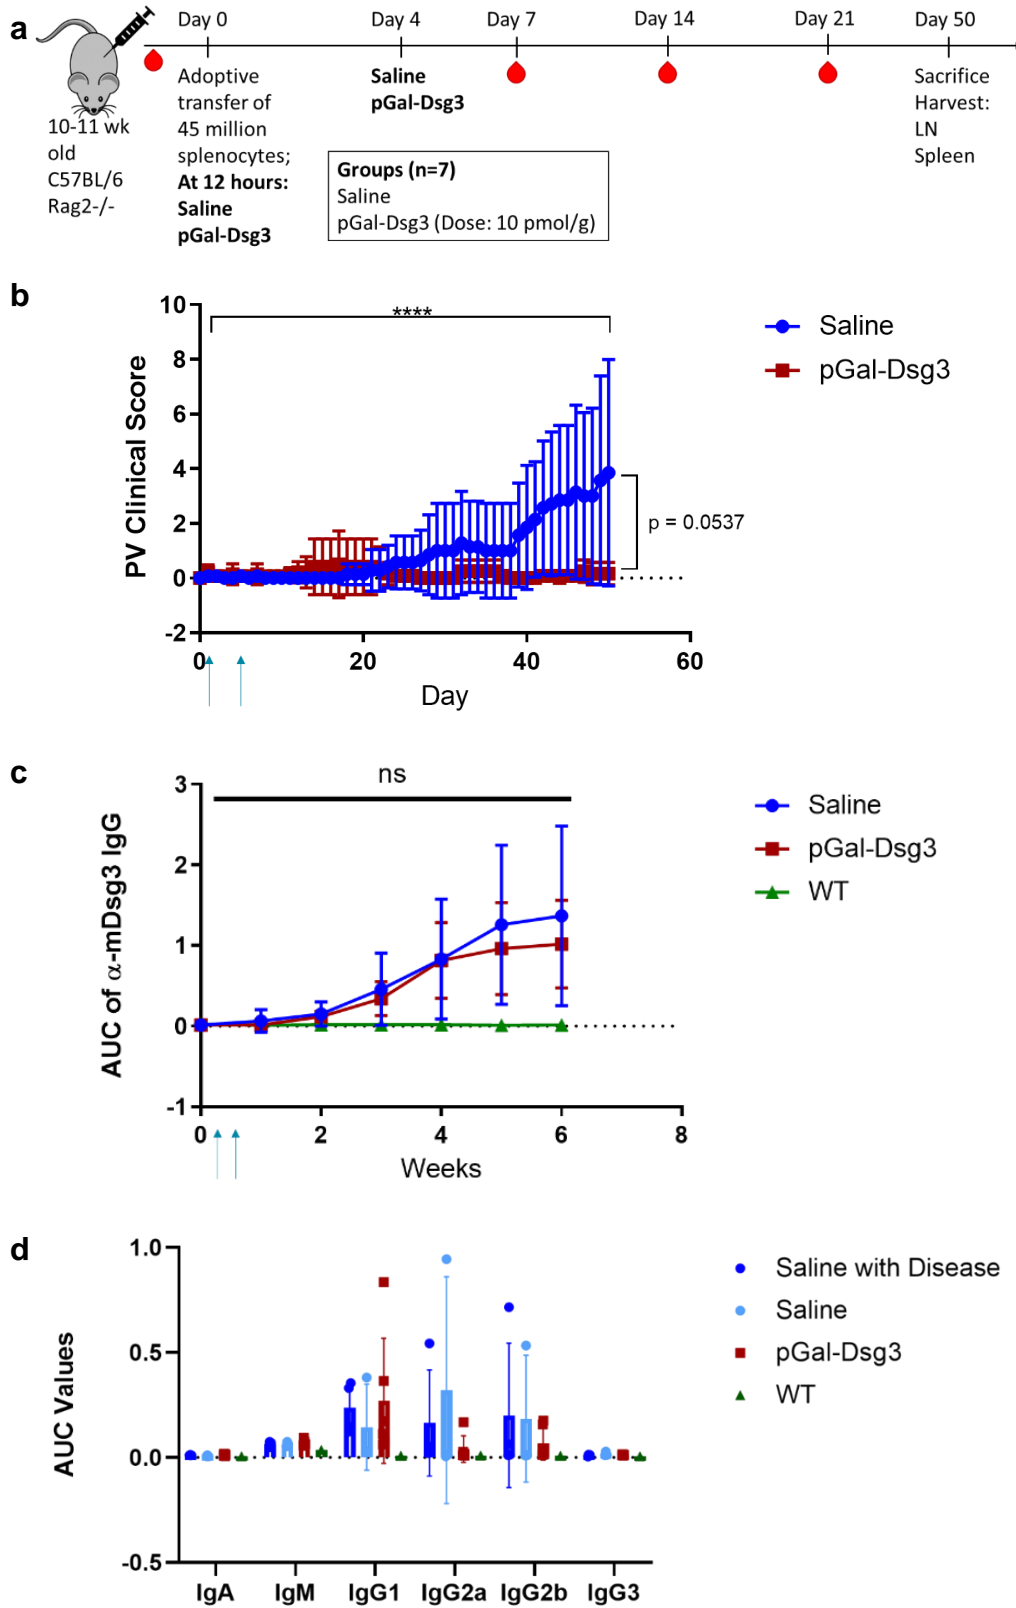 a
Day 0
Day 4
Day 7
Day 14
Day 21
Day 50
10-11 wk
old
C57BL/6
Rag2-/-
Adoptive
transfer of
45 million
splenocytes;
At 12 hours:
Saline
pGal-Dsg3
Saline
pGal-Dsg3
Groups (n=7)
Saline
pGal-Dsg3 (Dose: 10 pmol/g)
Sacrifice
Harvest:
LN
Spleen
b
PV Clinical Score
10
8
6
4
2
0
-2
****
p = 0.0537
Saline
pGal-Dsg3
0
20
40
60
Day
c
AUC of α-mDsg3 IgG
3
2
1
0
-1
ns
Saline
pGal-Dsg3
WT
0
2
4
6
8
Weeks
d
AUC Values
1.0
0.5
0.0
-0.5
Saline with Disease
Saline
pGal-Dsg3
WT
IgA
IgM
IgG1
IgG2a
IgG2b
IgG3